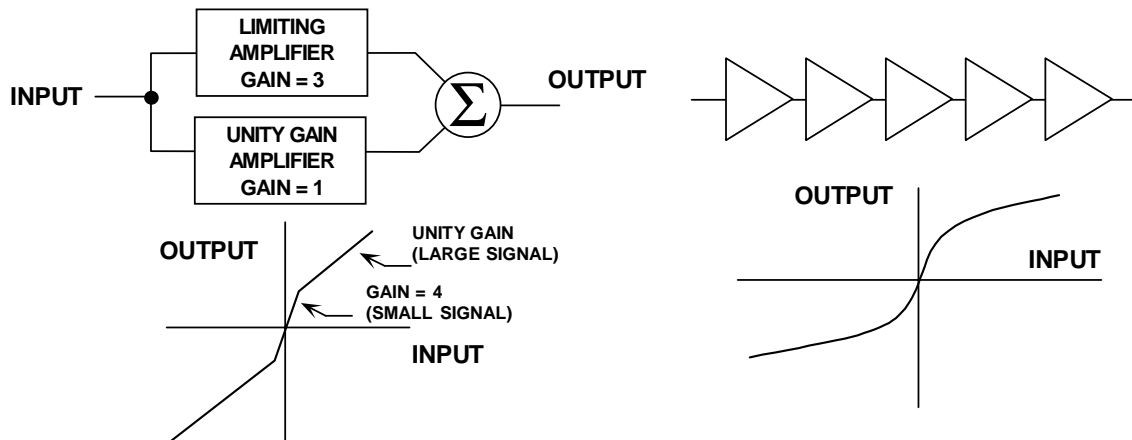 LIMITING
AMPLIFIER
GAIN = 3
INPUT
OUTPUT
Σ
UNITY GAIN
AMPLIFIER
GAIN = 1
OUTPUT
UNITY GAIN
(LARGE SIGNAL)
GAIN = 4
(SMALL SIGNAL)
INPUT
OUTPUT
INPUT